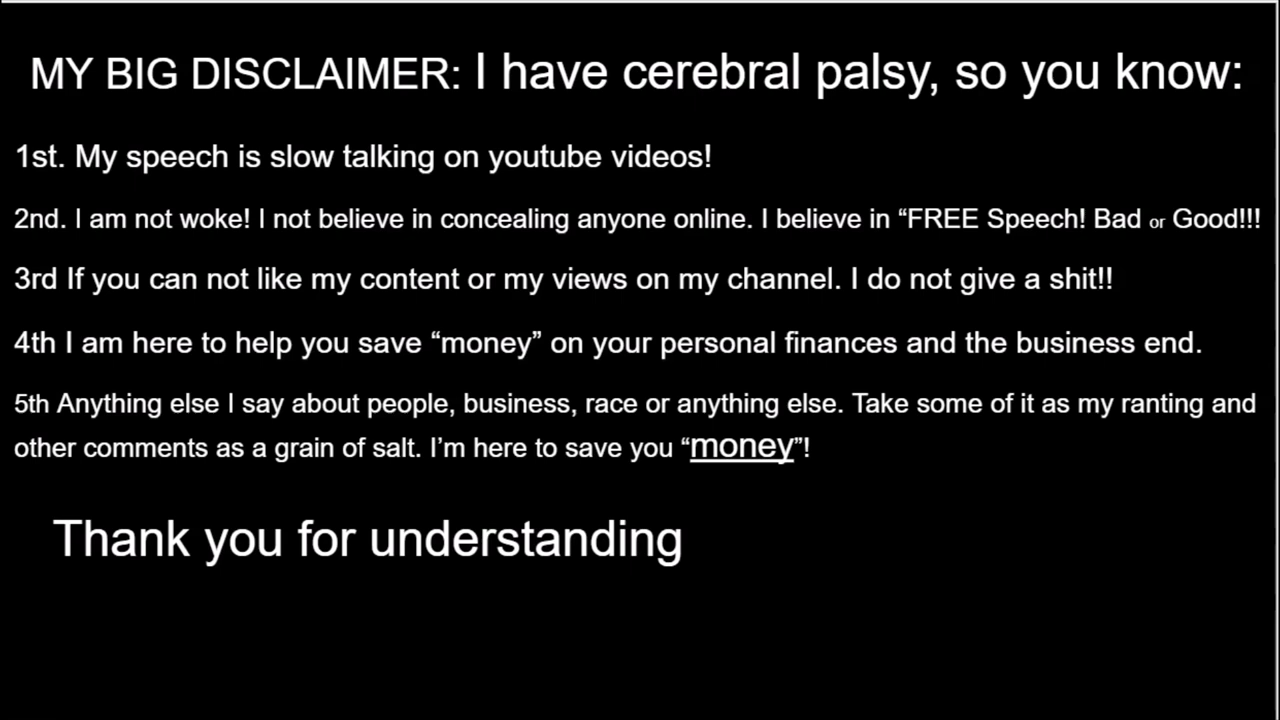 MY BIG DISCLAIMER: I have cerebral palsy, so you know:
1st. My speech is slow talking on youtube videos!
2nd. I am not woke! I not believe in concealing anyone online. I believe in “FREE Speech! Bad or Good!!!
3rd If you can not like my content or my views on my channel. I do not give a shit!!
4th I am here to help you save “money” on your personal finances and the business end.
5th Anything else I say about people, business, race or anything else. Take some of it as my ranting and
other comments as a grain of salt. I’m here to save you “money”!
Thank you for understanding